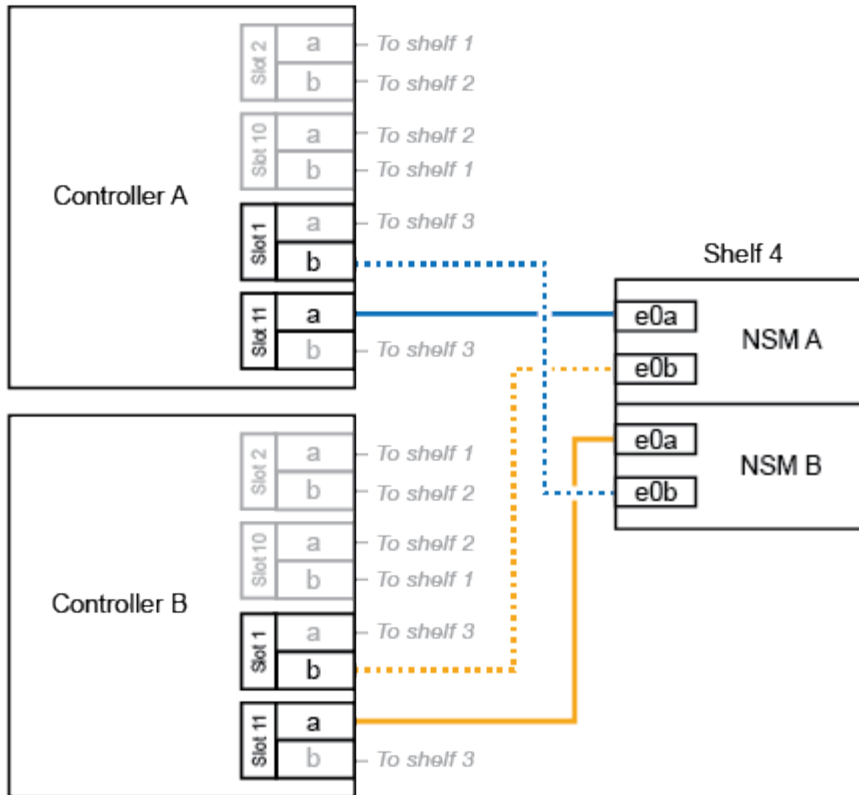 Controller A
Slot 2
a
To shelf 1
b
To shelf 2
Slot 10
a
To shelf 2
b
To shelf 1
Slot 1
a
To shelf 3
b
Slot 11
a
b
To shelf 3
Shelf 4
e0a
NSM A
e0b
e0a
NSM B
e0b
Controller B
Slot 2
a
To shelf 1
b
To shelf 2
Slot 10
a
To shelf 2
b
To shelf 1
Slot 1
a
To shelf 3
b
Slot 11
a
b
To shelf 3